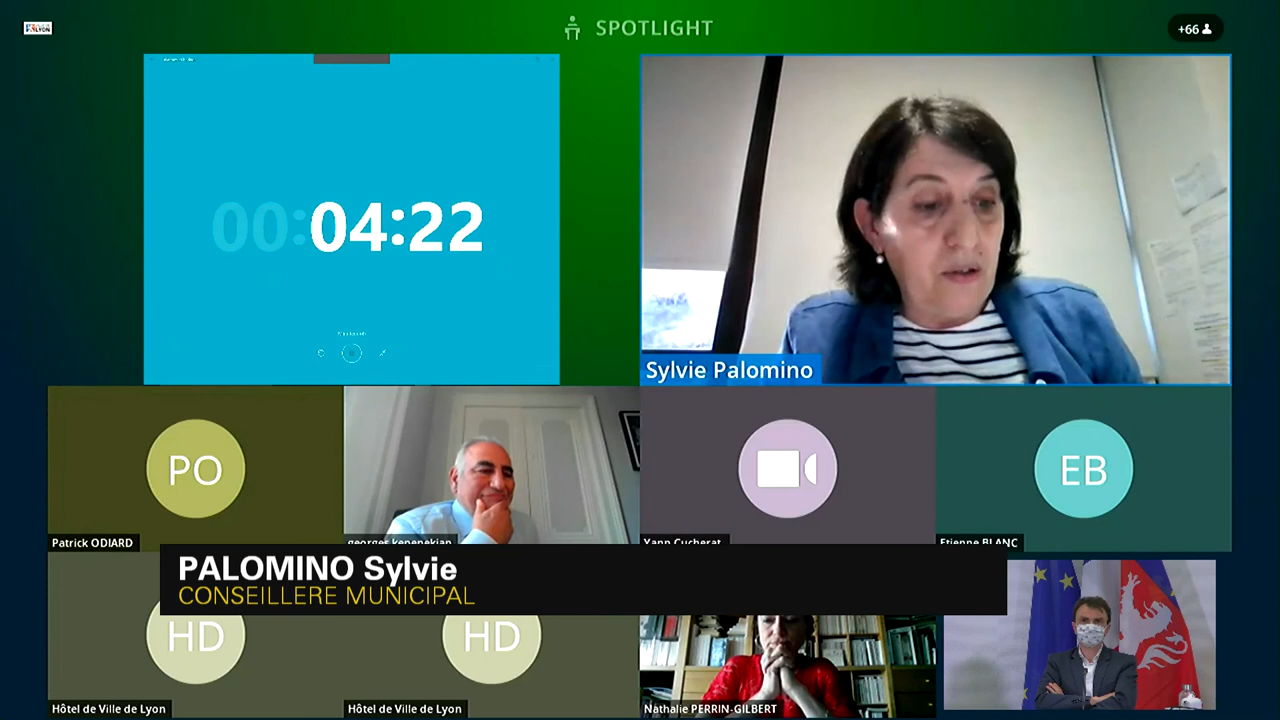 LYON
SPOTLIGHT
+66
00:04:22
Sylvie Palomino
PO
EB
Patrick ODIARD
georges kepenekian
Yann Cucherat
Etienne BLANC
PALOMINO Sylvie
CONSEILLERE MUNICIPAL
HD
HD
Hôtel de Ville de Lyon
Hôtel de Ville de Lyon
Nathalie PERRIN-GILBERT